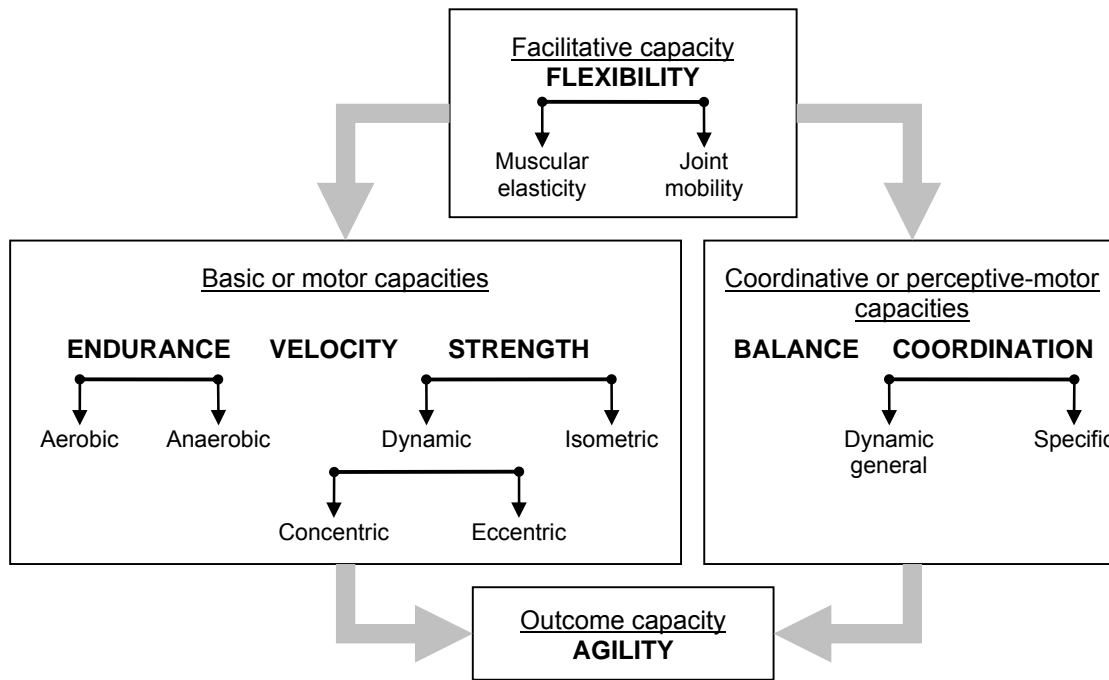 Facilitative capacity
FLEXIBILITY
Muscular
elasticity
Joint
mobility
Basic or motor capacities
ENDURANCE VELOCITY STRENGTH
Aerobic Anaerobic Dynamic Isometric
Concentric Eccentric
Coordinative or perceptive-motor
capacities
BALANCE COORDINATION
Dynamic
general
Specific
Outcome capacity
AGILITY